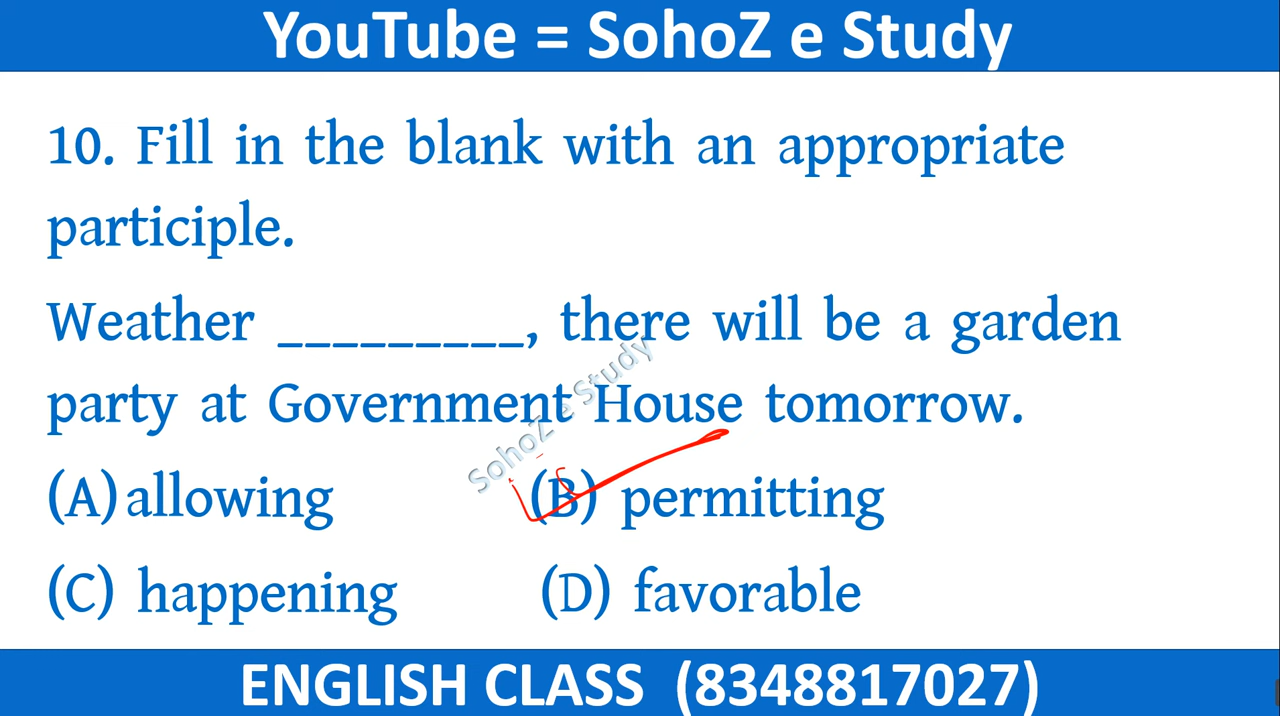 YouTube = SohoZ e Study
10. Fill in the blank with an appropriate
participle.
Weather _________, there will be a garden
party at Government House tomorrow.
SohoZ e Study
(A) allowing (B) permitting
(C) happening (D) favorable
ENGLISH CLASS (8348817027)